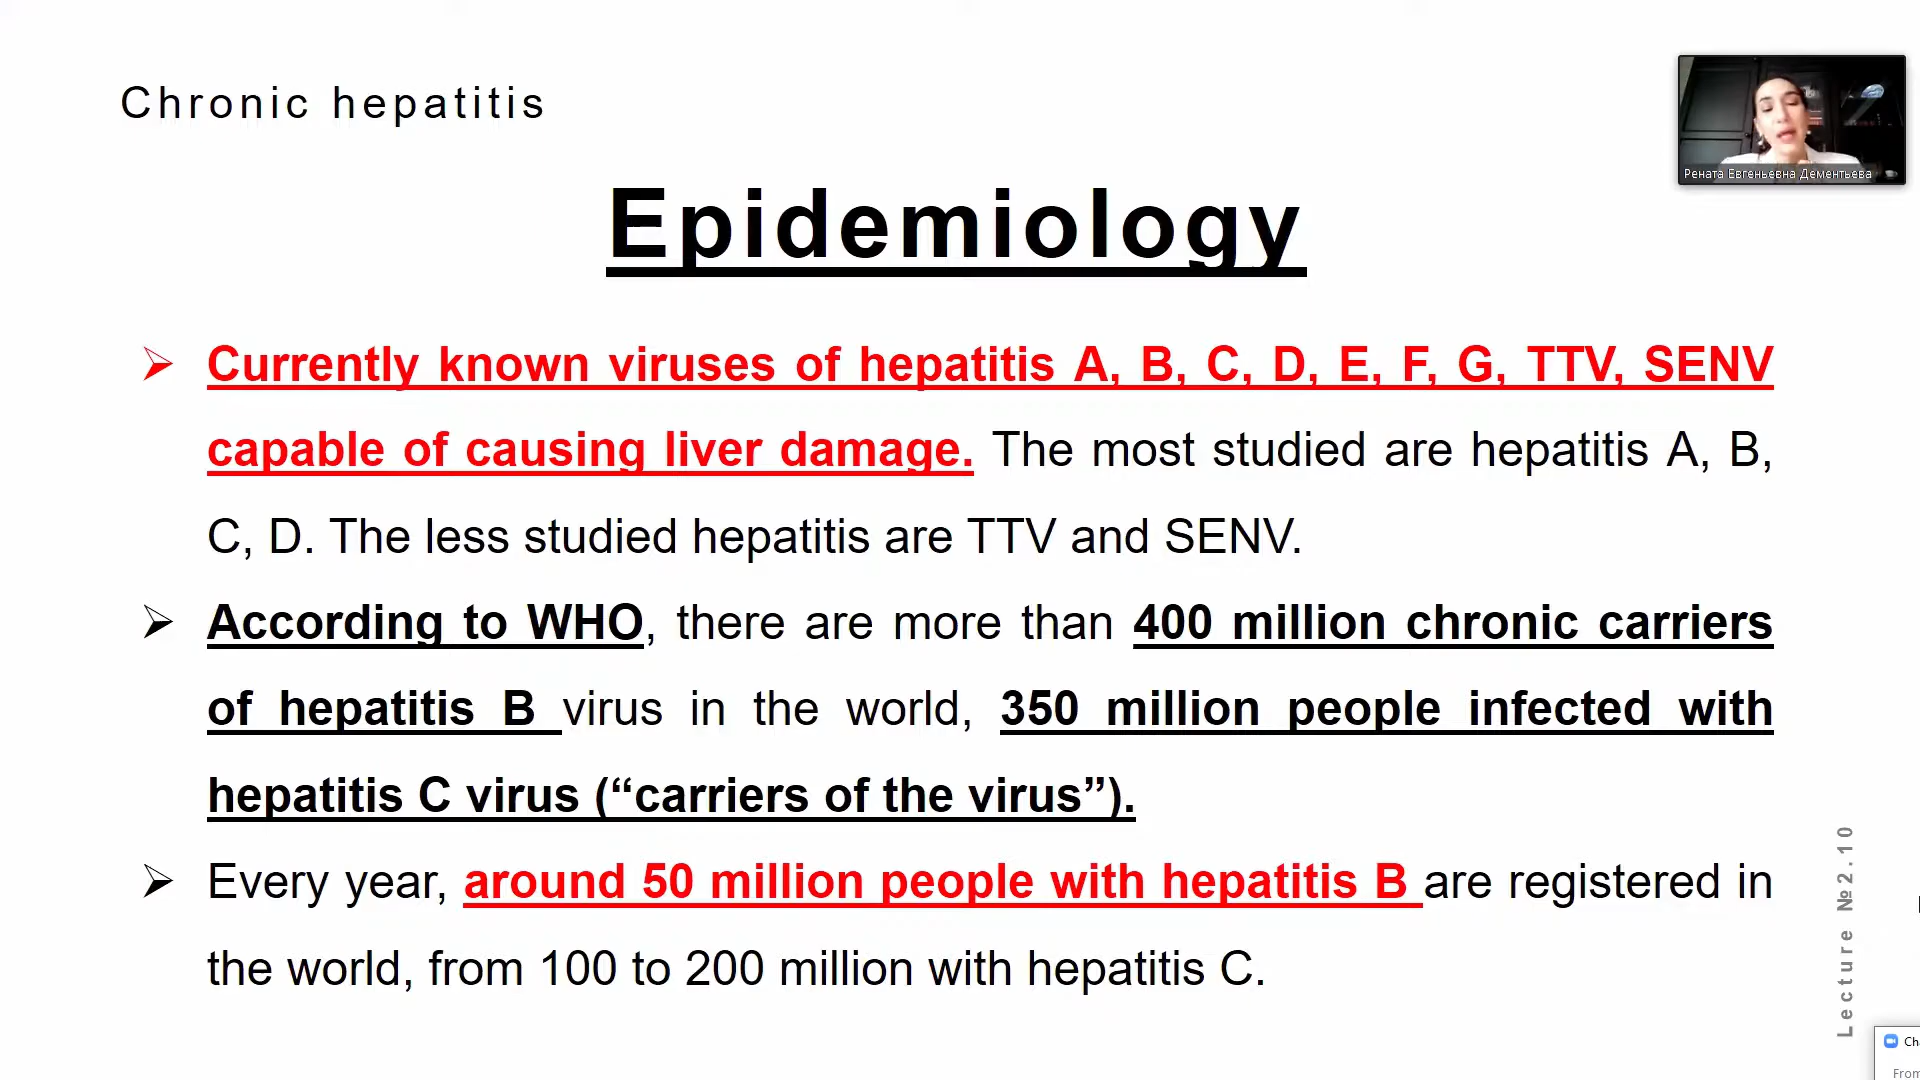 Chronic hepatitis
Рената Евгеньевна Дементьева
Epidemiology
Currently known viruses of hepatitis A, B, C, D, E, F, G, TTV, SENV
capable of causing liver damage. The most studied are hepatitis A, B,
C, D. The less studied hepatitis are TTV and SENV.
According to WHO, there are more than 400 million chronic carriers
of hepatitis B virus in the world, 350 million people infected with
hepatitis C virus (“carriers of the virus”).
Every year, around 50 million people with hepatitis B are registered in
the world, from 100 to 200 million with hepatitis C.
Lecture №2.10
Cha
From